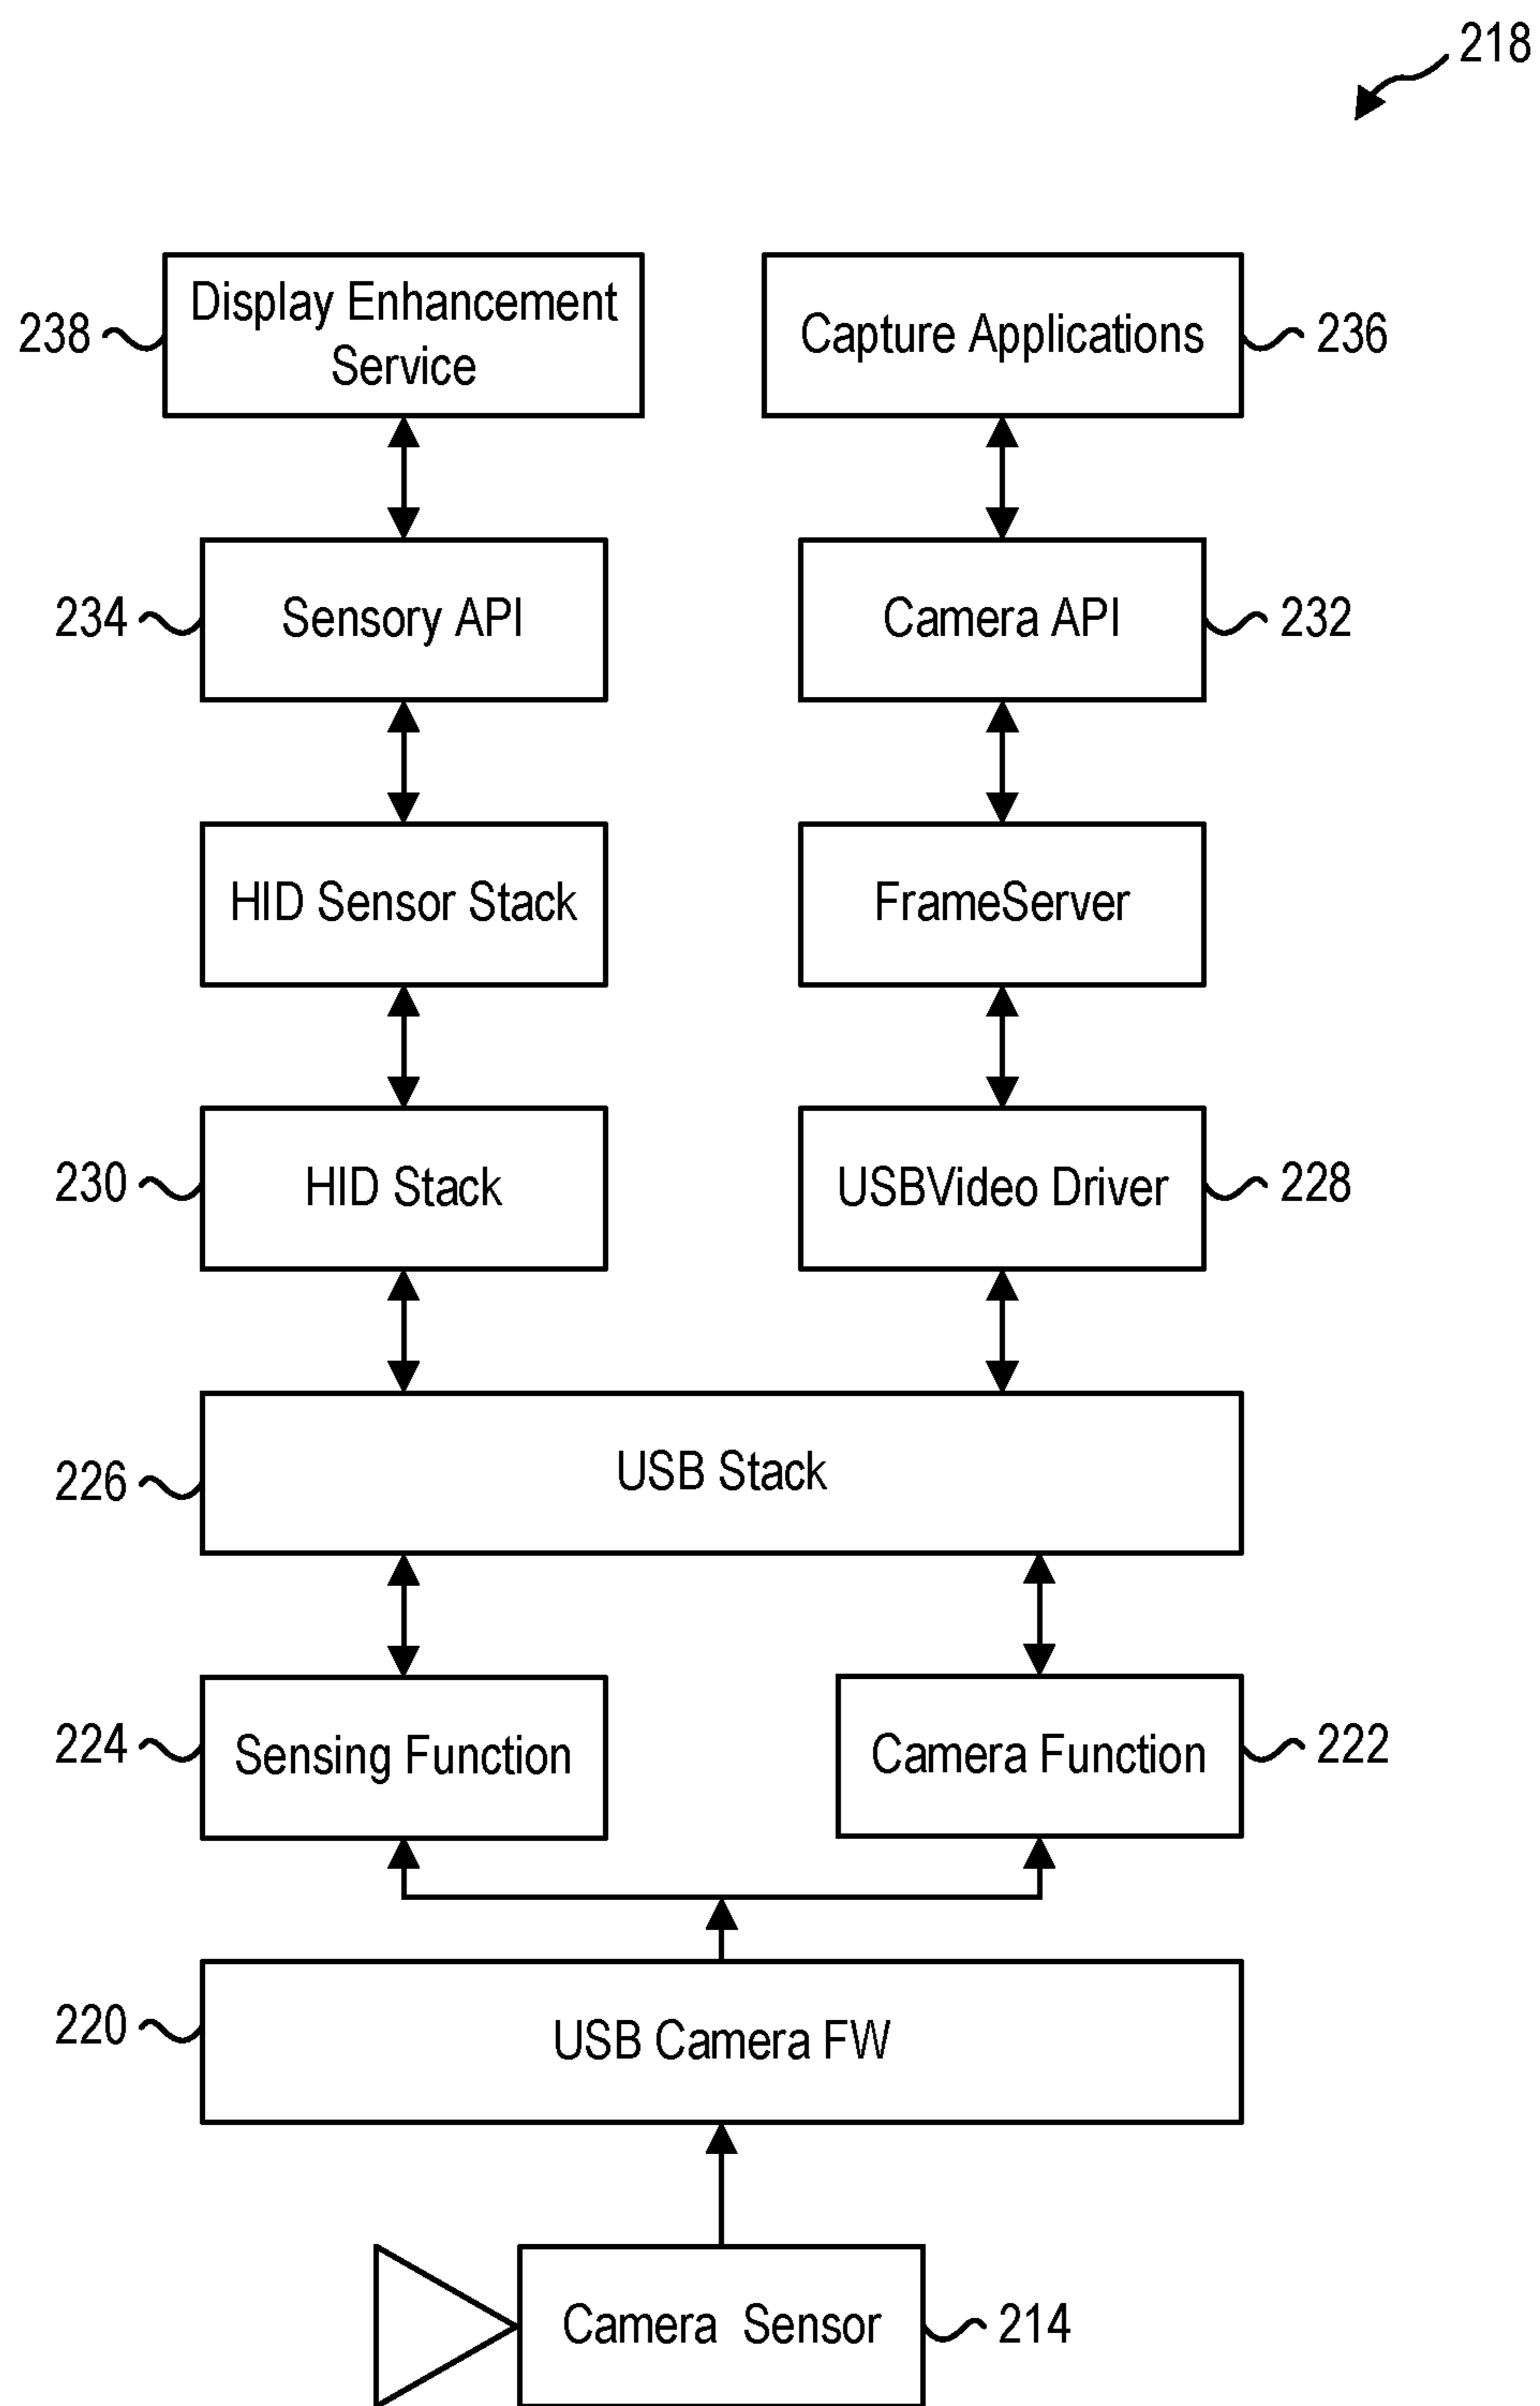 218
Display Enhancement
Service
238
Capture Applications
236
234
Sensory API
Camera API
232
HID Sensor Stack
FrameServer
230
HID Stack
USBVideo Driver
228
226
USB Stack
224
Sensing Function
Camera Function
222
220
USB Camera FW
Camera Sensor
214